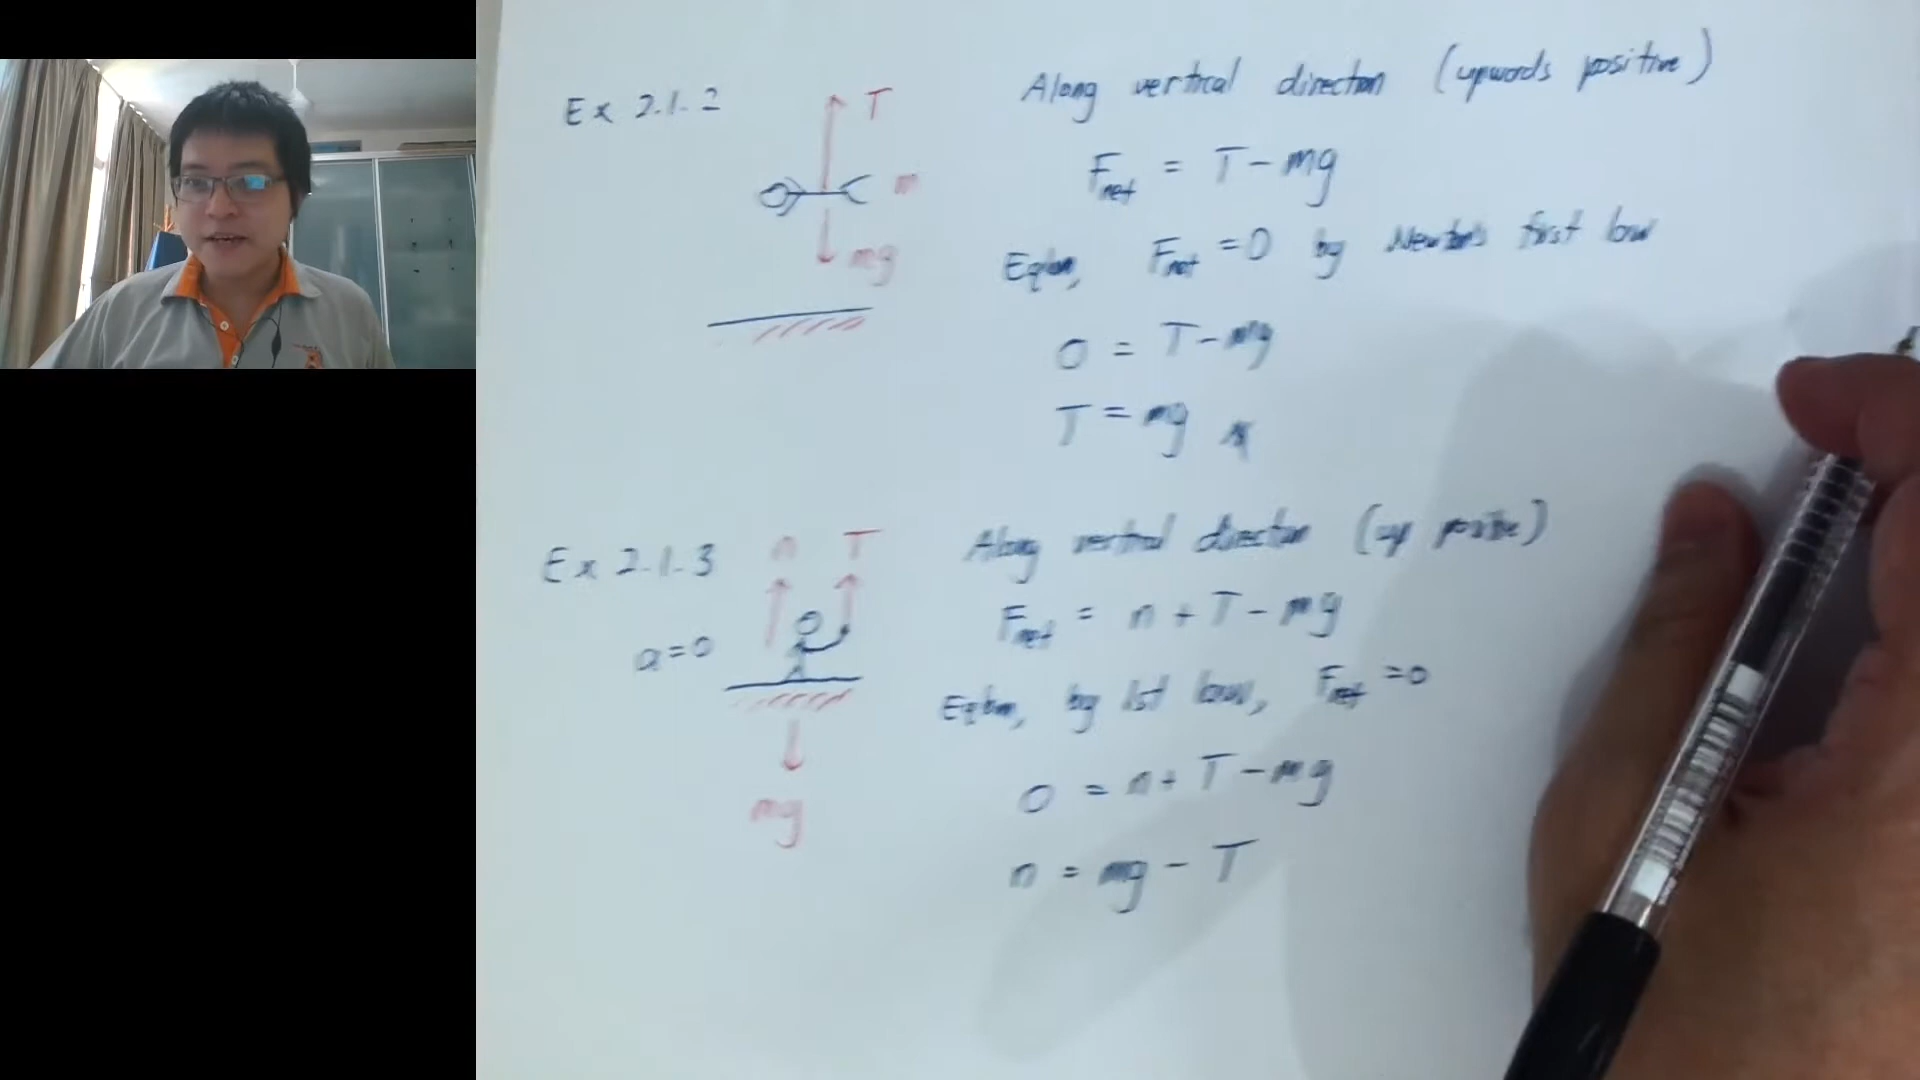 Ex 2.1.2
T
m
mg
Along vertical direction (upwards positive)
Fnet = T - mg
Eqbm, Fnet = 0 by Newton's first law
0 = T - mg
T = mg
Ex 2.1.3
n T
a = 0
mg
Along vertical direction (up positive)
Fnet = n + T - mg
Eqbm, by 1st law, Fnet = 0
0 = n + T - mg
n = mg - T